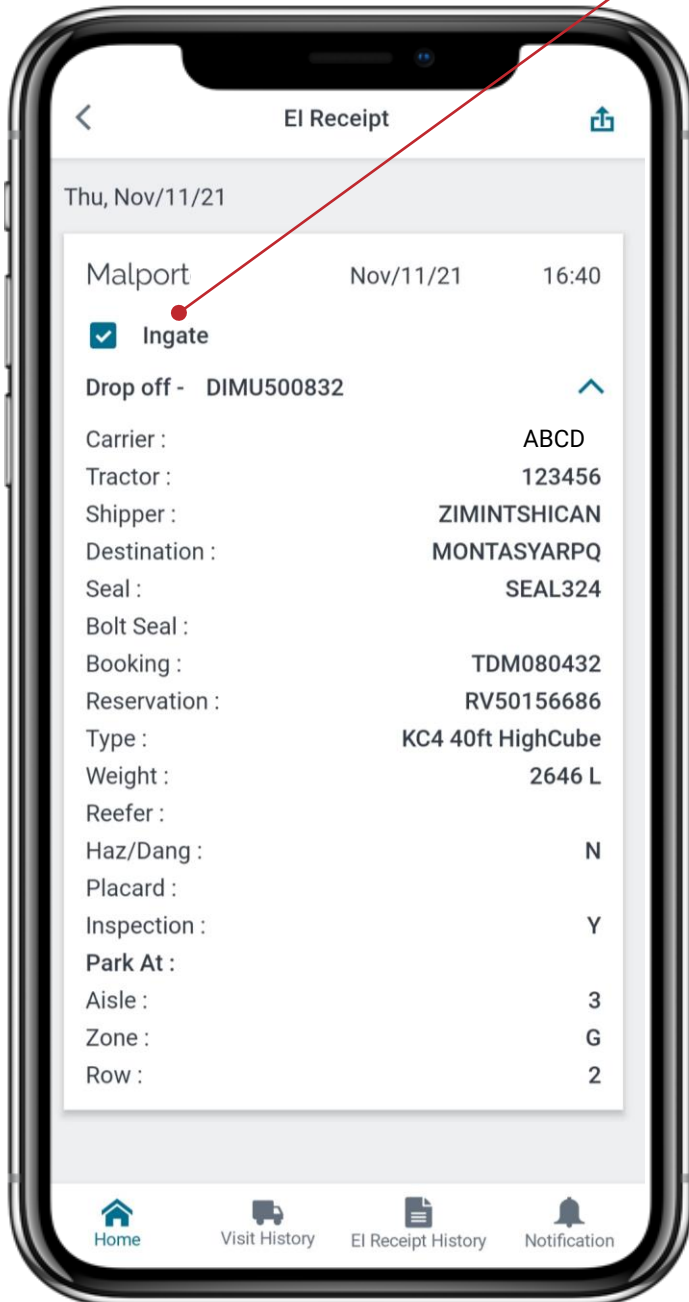 EI Receipt
Thu, Nov/11/21
Malport Nov/11/21 16:40
Ingate
Drop off - DIMU500832
Carrier : ABCD
Tractor : 123456
Shipper : ZIMINTSHICAN
Destination : MONTASYARPQ
Seal : SEAL324
Bolt Seal :
Booking : TDM080432
Reservation : RV50156686
Type : KC4 40ft HighCube
Weight : 2646 L
Reefer :
Haz/Dang : N
Placard :
Inspection : Y
Park At :
Aisle : 3
Zone : G
Row : 2
Home Visit History EI Receipt History Notification